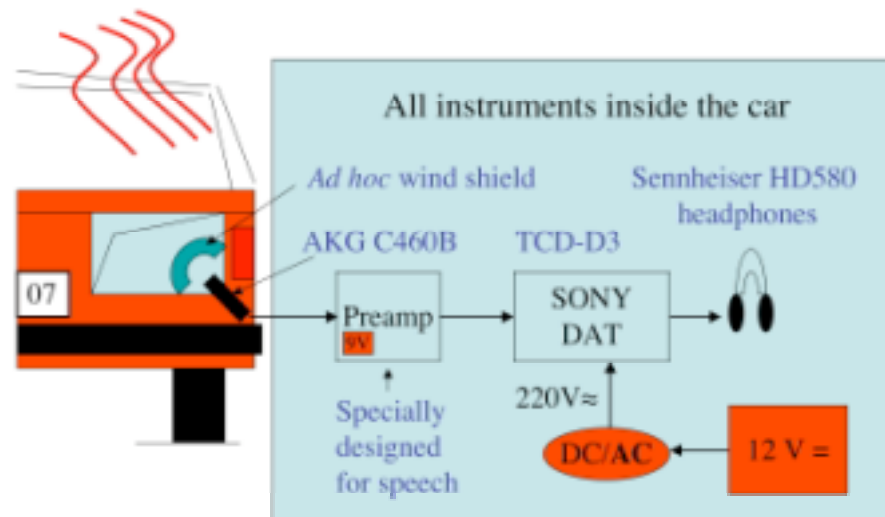 All instruments inside the car
Ad hoc wind shield
Sennheiser HD580
headphones
AKG C460B
TCD-D3
07
Preamp
9V
SONY
DAT
220V≈
Specially
designed
for speech
DC/AC
12 V =